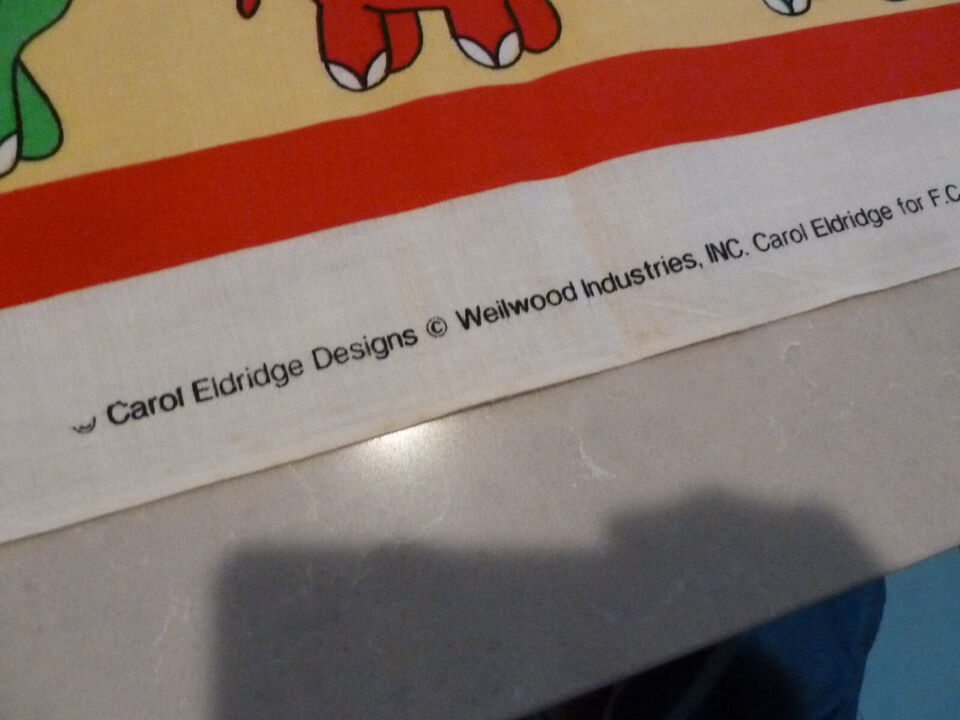 Carol Eldridge Designs © Weilwood Industries, INC. Carol Eldridge for F.C